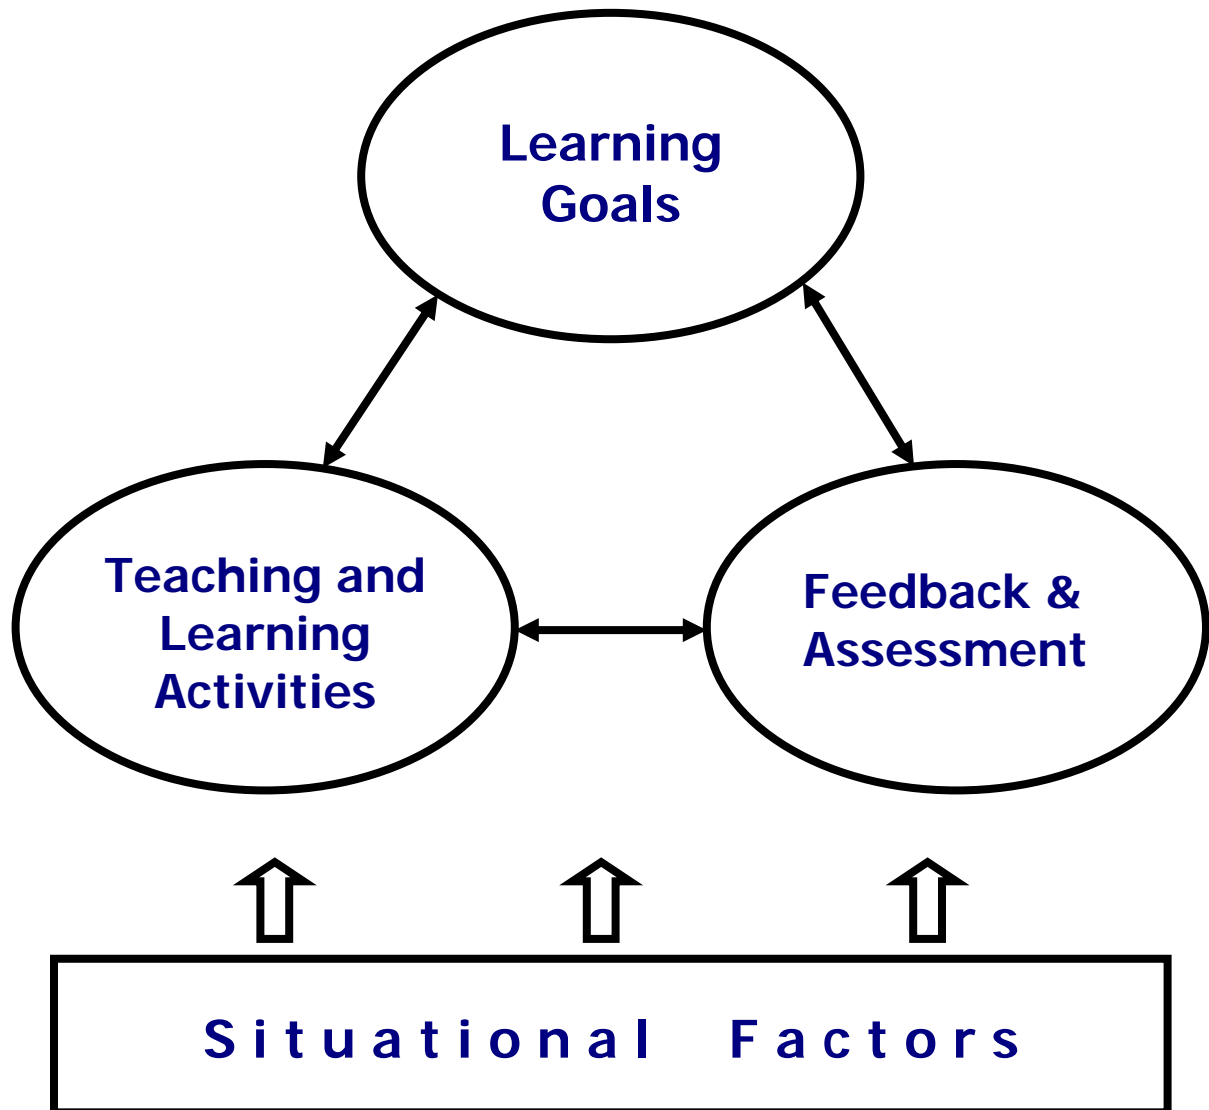 Learning
Goals
Teaching and
Learning
Activities
Feedback &
Assessment
Situational Factors